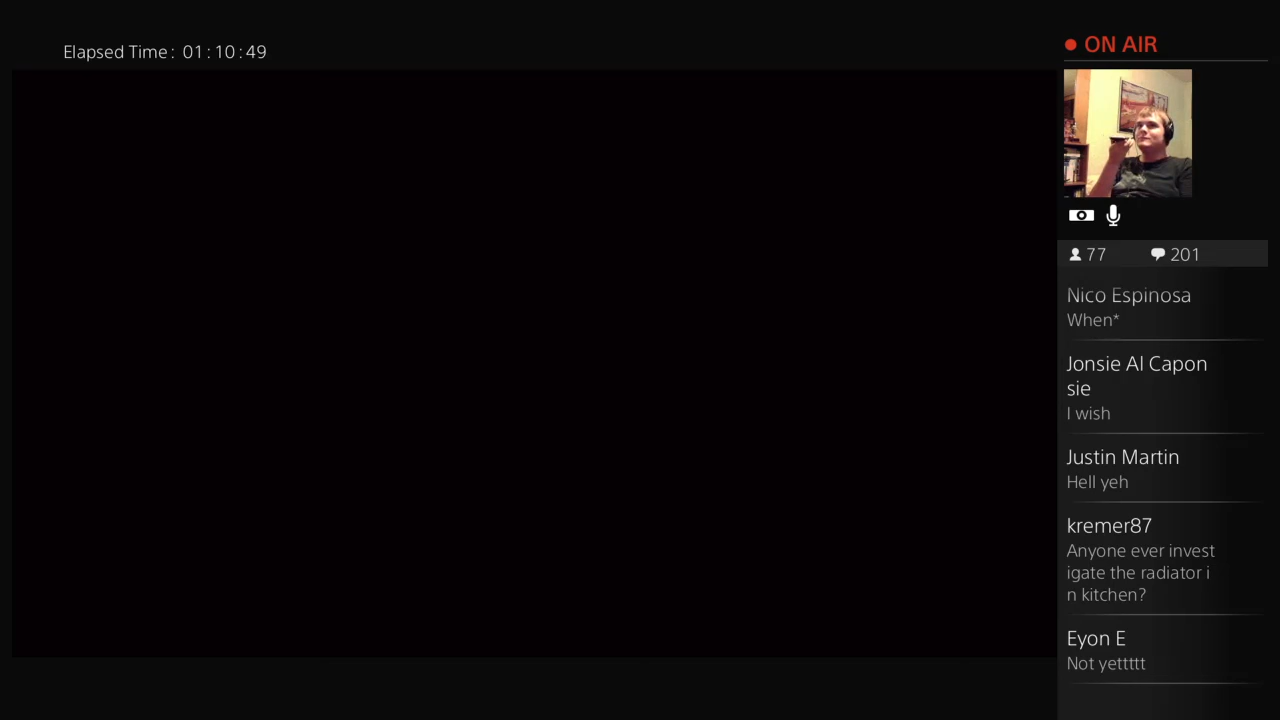 Elapsed Time: 01:10:49
ON AIR
77 201
Nico Espinosa
When*
Jonsie Al Capon
sie
I wish
Justin Martin
Hell yeh
kremer87
Anyone ever invest
igate the radiator i
n kitchen?
Eyon E
Not yettttt